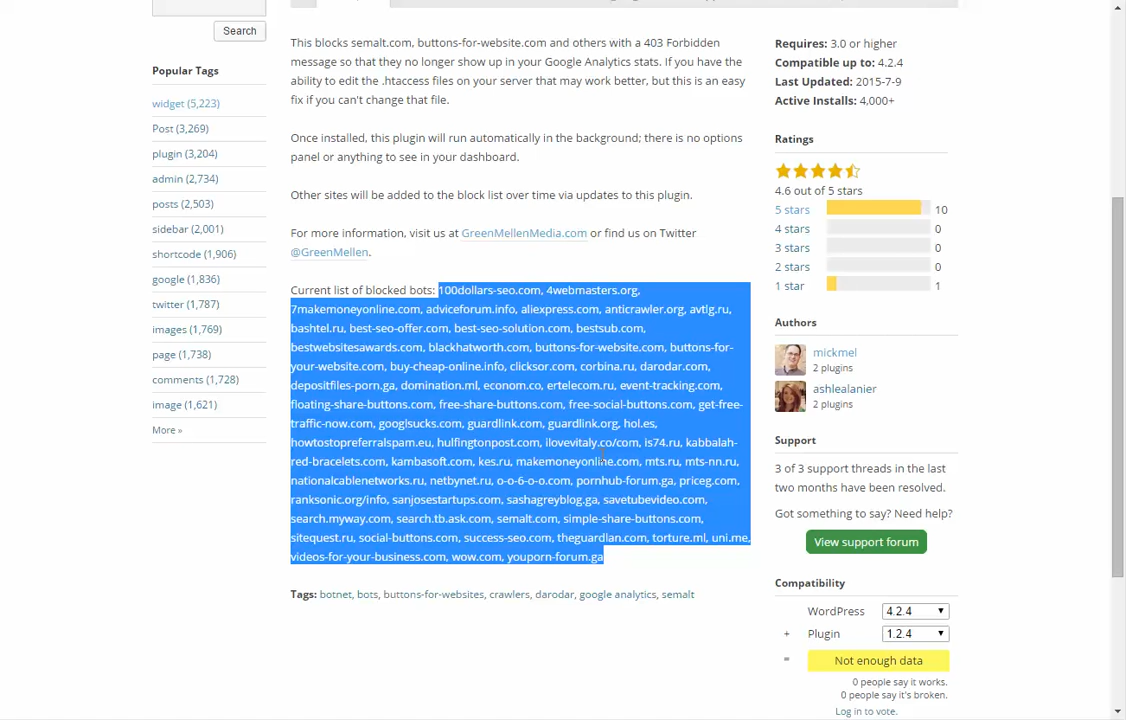 Search
Popular Tags
widget (5,223)
Post (3,269)
plugin (3,204)
admin (2,734)
posts (2,503)
sidebar (2,001)
shortcode (1,906)
google (1,836)
twitter (1,787)
images (1,769)
page (1,738)
comments (1,728)
image (1,621)
More »
This blocks semalt.com, buttons-for-website.com and others with a 403 Forbidden
message so that they no longer show up in your Google Analytics stats. If you have the
ability to edit the .htaccess files on your server that may work better, but this is an easy
fix if you can't change that file.
Once installed, this plugin will run automatically in the background; there is no options
panel or anything to see in your dashboard.
Other sites will be added to the block list over time via updates to this plugin.
For more information, visit us at GreenMellenMedia.com or find us on Twitter
@GreenMellen.
Current list of blocked bots: 100dollars-seo.com, 4webmasters.org,
7makemoneyonline.com, adviceforum.info, aliexpress.com, anticrawler.org, avtlg.ru,
bashtel.ru, best-seo-offer.com, best-seo-solution.com, bestsub.com,
bestwebsitesawards.com, blackhatworth.com, buttons-for-website.com, buttons-for-
your-website.com, buy-cheap-online.info, clicksor.com, corbina.ru, darodar.com,
depositfiles-porn.ga, domination.ml, econom.co, ertelecom.ru, event-tracking.com,
floating-share-buttons.com, free-share-buttons.com, free-social-buttons.com, get-free-
traffic-now.com, googlsucks.com, guardlink.com, guardlink.org, hol.es,
howtostopreferralspam.eu, hulfingtonpost.com, ilovevitaly.co/com, is74.ru, kabbalah-
red-bracelets.com, kambasoft.com, kes.ru, makemoneyonline.com, mts.ru, mts-nn.ru,
nationalcablenetworks.ru, netbynet.ru, o-o-6-o-o.com, pornhub-forum.ga, priceg.com,
ranksonic.org/info, sanjosestartups.com, sashagreyblog.ga, savetubevideo.com,
search.myway.com, search.tb.ask.com, semalt.com, simple-share-buttons.com,
sitequest.ru, social-buttons.com, success-seo.com, theguardlan.com, torture.ml, uni.me,
videos-for-your-business.com, wow.com, youporn-forum.ga
Tags: botnet, bots, buttons-for-websites, crawlers, darodar, google analytics, semalt
Requires: 3.0 or higher
Compatible up to: 4.2.4
Last Updated: 2015-7-9
Active Installs: 4,000+
Ratings
4.6 out of 5 stars
5 stars 10
4 stars 0
3 stars 0
2 stars 0
1 star 1
Authors
mickmel
2 plugins
ashlealanier
2 plugins
Support
3 of 3 support threads in the last
two months have been resolved.
Got something to say? Need help?
View support forum
Compatibility
WordPress 4.2.4
+ Plugin 1.2.4
= Not enough data
0 people say it works.
0 people say it's broken.
Log in to vote.